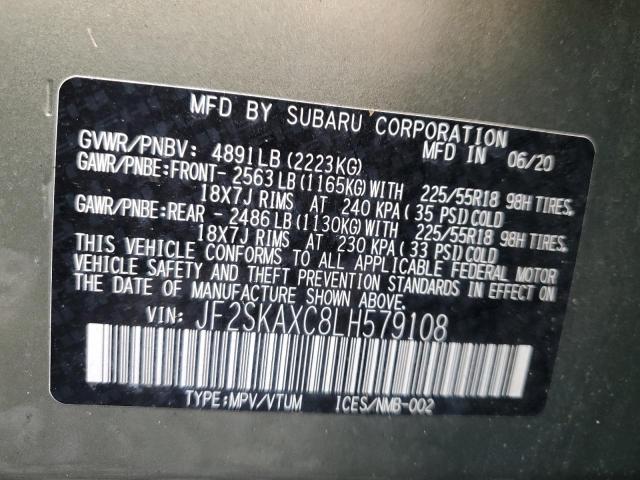 MFD BY SUBARU CORPORATION
GVWR/PNBV: 4891LB (2223KG) MFD IN 06/20
GAWR/PNBE:FRONT- 2563LB (1165KG) WITH 225/55R18 98H TIRES,
18X7J RIMS AT 240 KPA (35 PSI) COLD
GAWR/PNBE:REAR - 2486LB (1130KG) WITH 225/55R18 98H TIRES,
18X7J RIMS AT 230 KPA (33 PSI) COLD
THIS VEHICLE CONFORMS TO ALL APPLICABLE FEDERAL MOTOR
VEHICLE SAFETY AND THEFT PREVENTION STANDARDS IN EFFECT ON
THE DATE OF MANUFACTURE SHOWN ABOVE.
VIN: JF2SKAXC8LH579108
TYPE:MPV/VTUM ICES/NMB-002